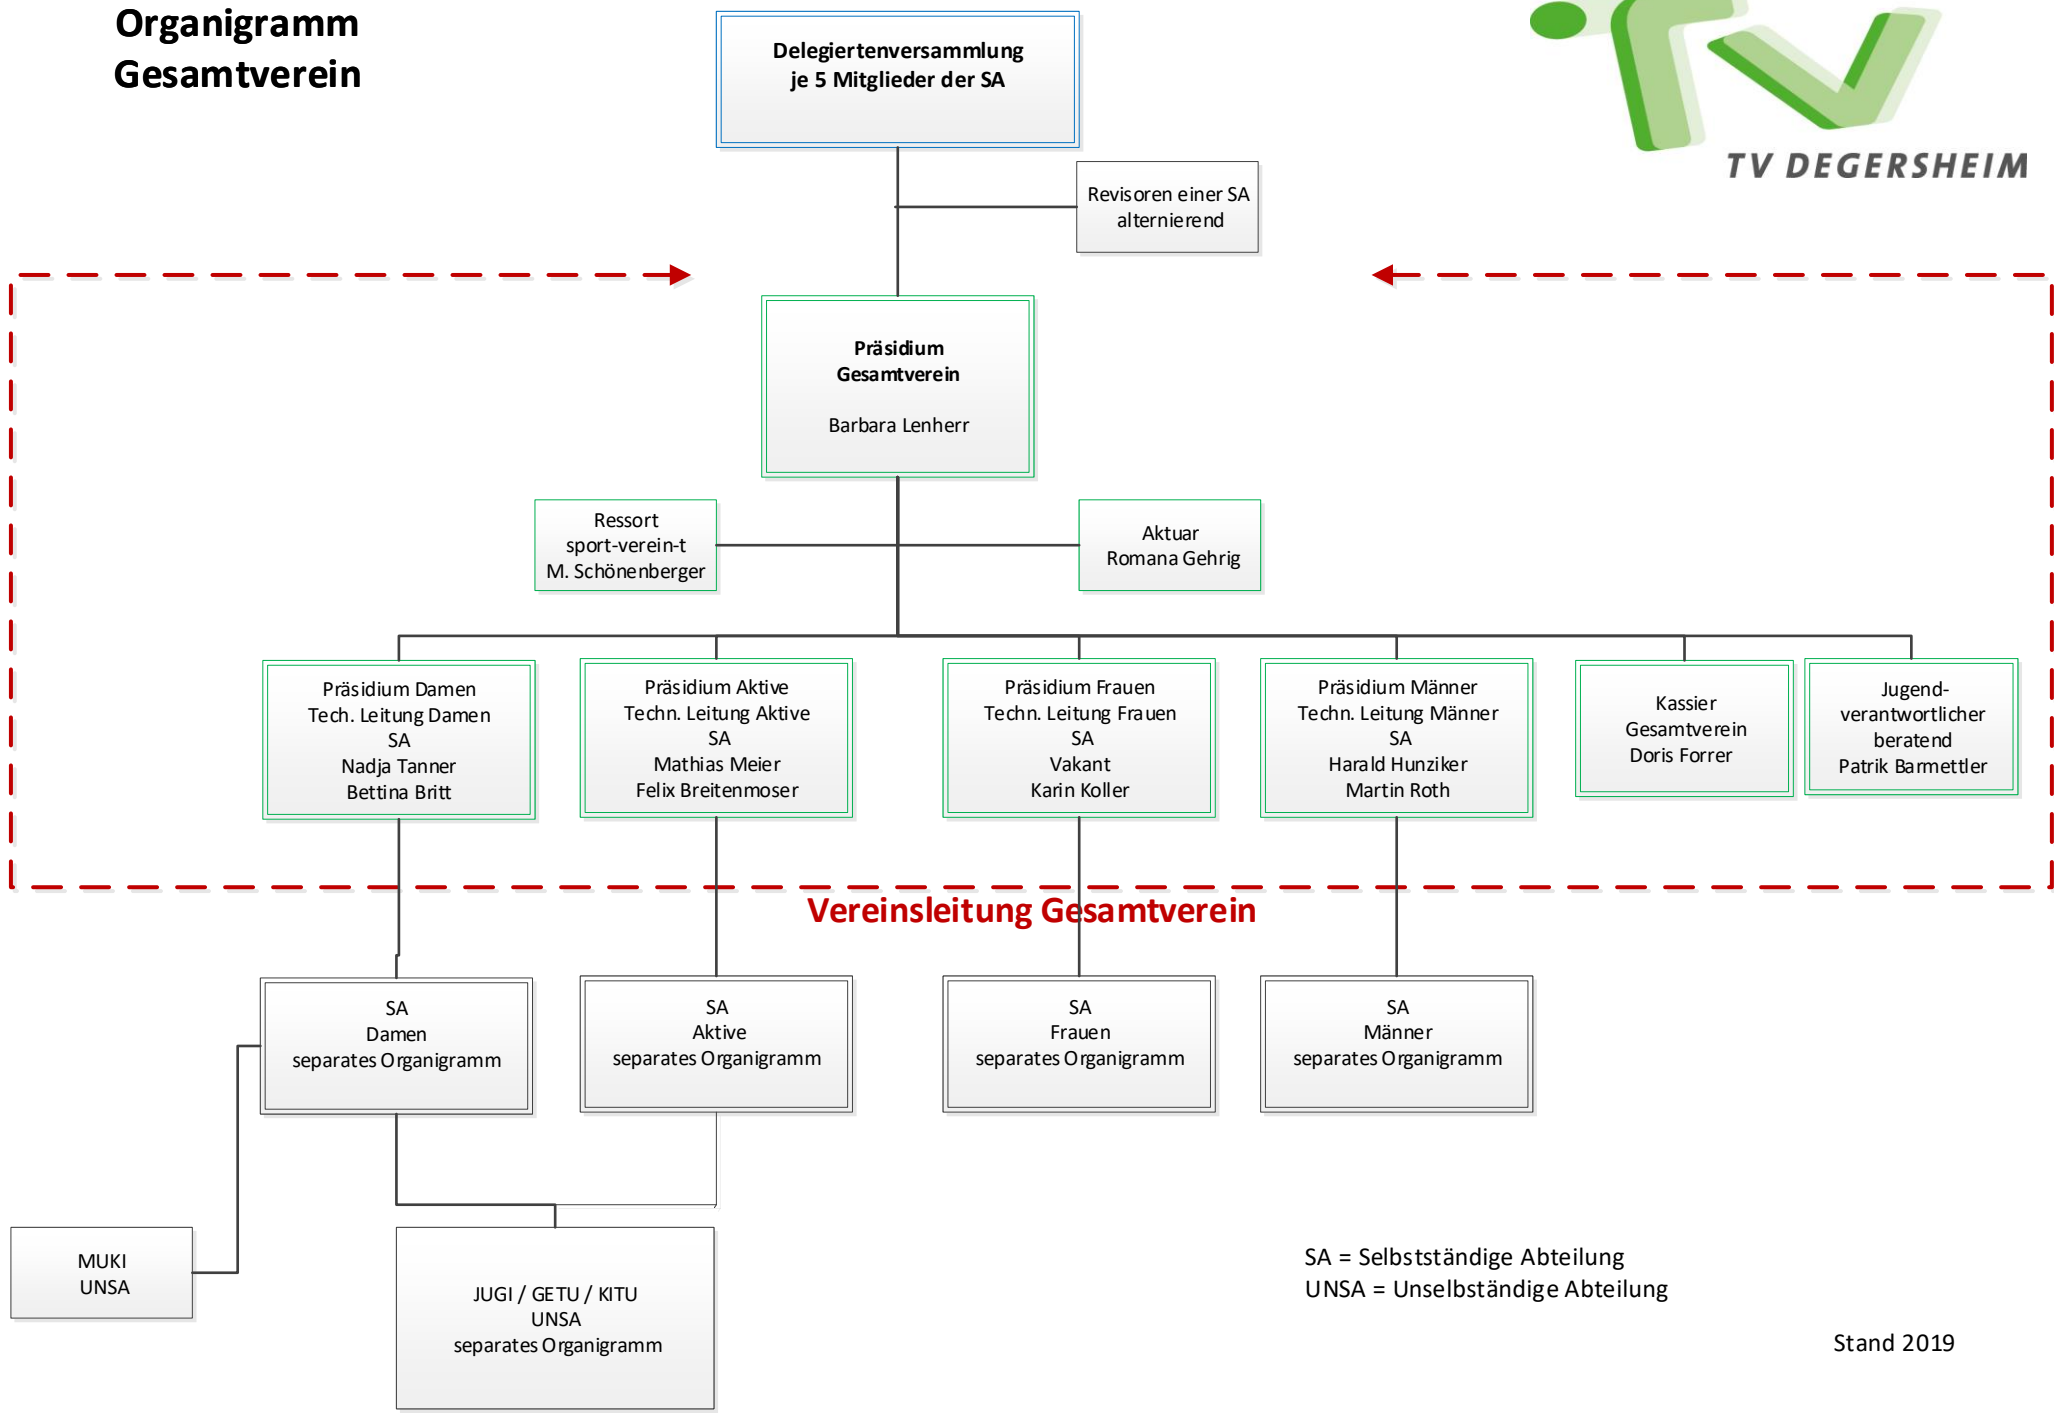 Organigramm
Gesamtverein
Delegiertenversammlung
je 5 Mitglieder der SA
TV DEGERSHEIM
Revisoren einer SA
alternierend
Präsidium
Gesamtverein
Barbara Lenherr
Ressort
sport-verein-t
M. Schönenberger
Aktuar
Romana Gehrig
Präsidium Damen
Tech. Leitung Damen
SA
Nadja Tanner
Bettina Britt
Präsidium Aktive
Techn. Leitung Aktive
SA
Mathias Meier
Felix Breitenmoser
Präsidium Frauen
Techn. Leitung Frauen
SA
Vakant
Karin Koller
Präsidium Männer
Techn. Leitung Männer
SA
Harald Hunziker
Martin Roth
Kassier
Gesamtverein
Doris Forrer
Jugend-
verantwortlicher
beratend
Patrik Barmettler
Vereinsleitung Gesamtverein
SA
Damen
separates Organigramm
SA
Aktive
separates Organigramm
SA
Frauen
separates Organigramm
SA
Männer
separates Organigramm
MUKI
UNSA
JUGI / GETU / KITU
UNSA
separates Organigramm
SA = Selbstständige Abteilung
UNSA = Unselbständige Abteilung
Stand 2019